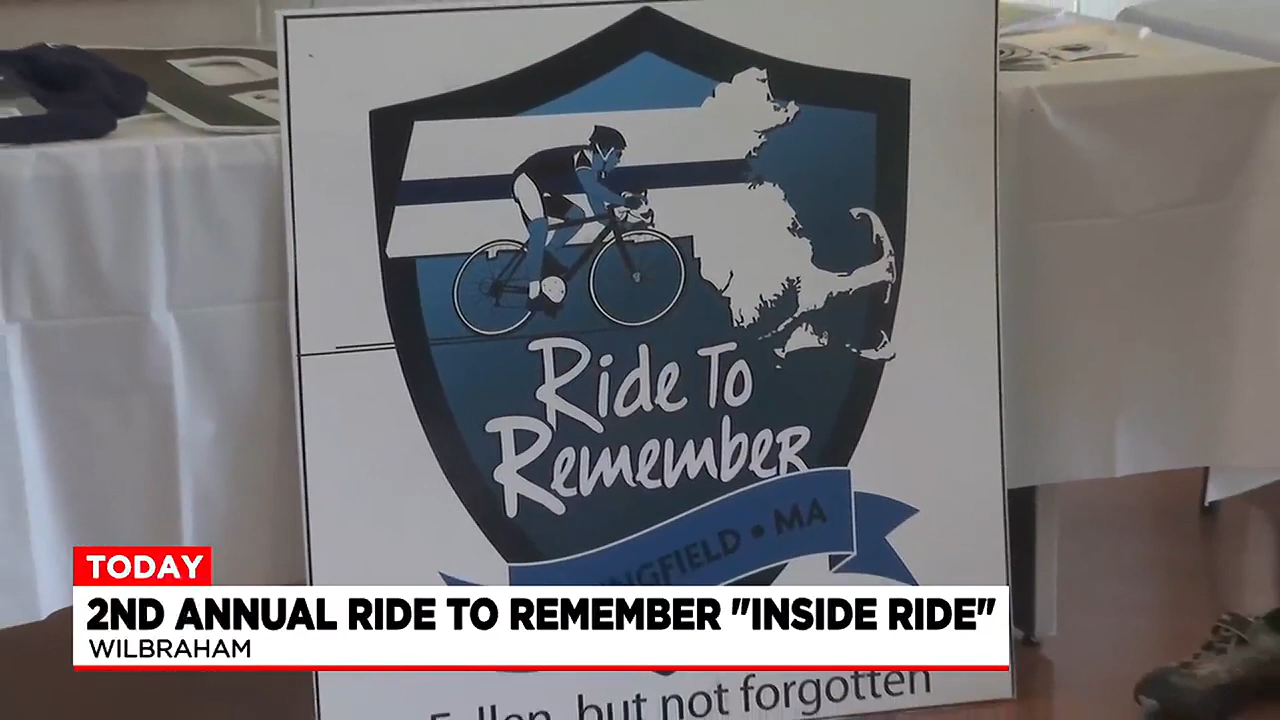 Ride To
Remember
MA
TODAY
2ND ANNUAL RIDE TO REMEMBER "INSIDE RIDE"
WILBRAHAM
but not forgotten